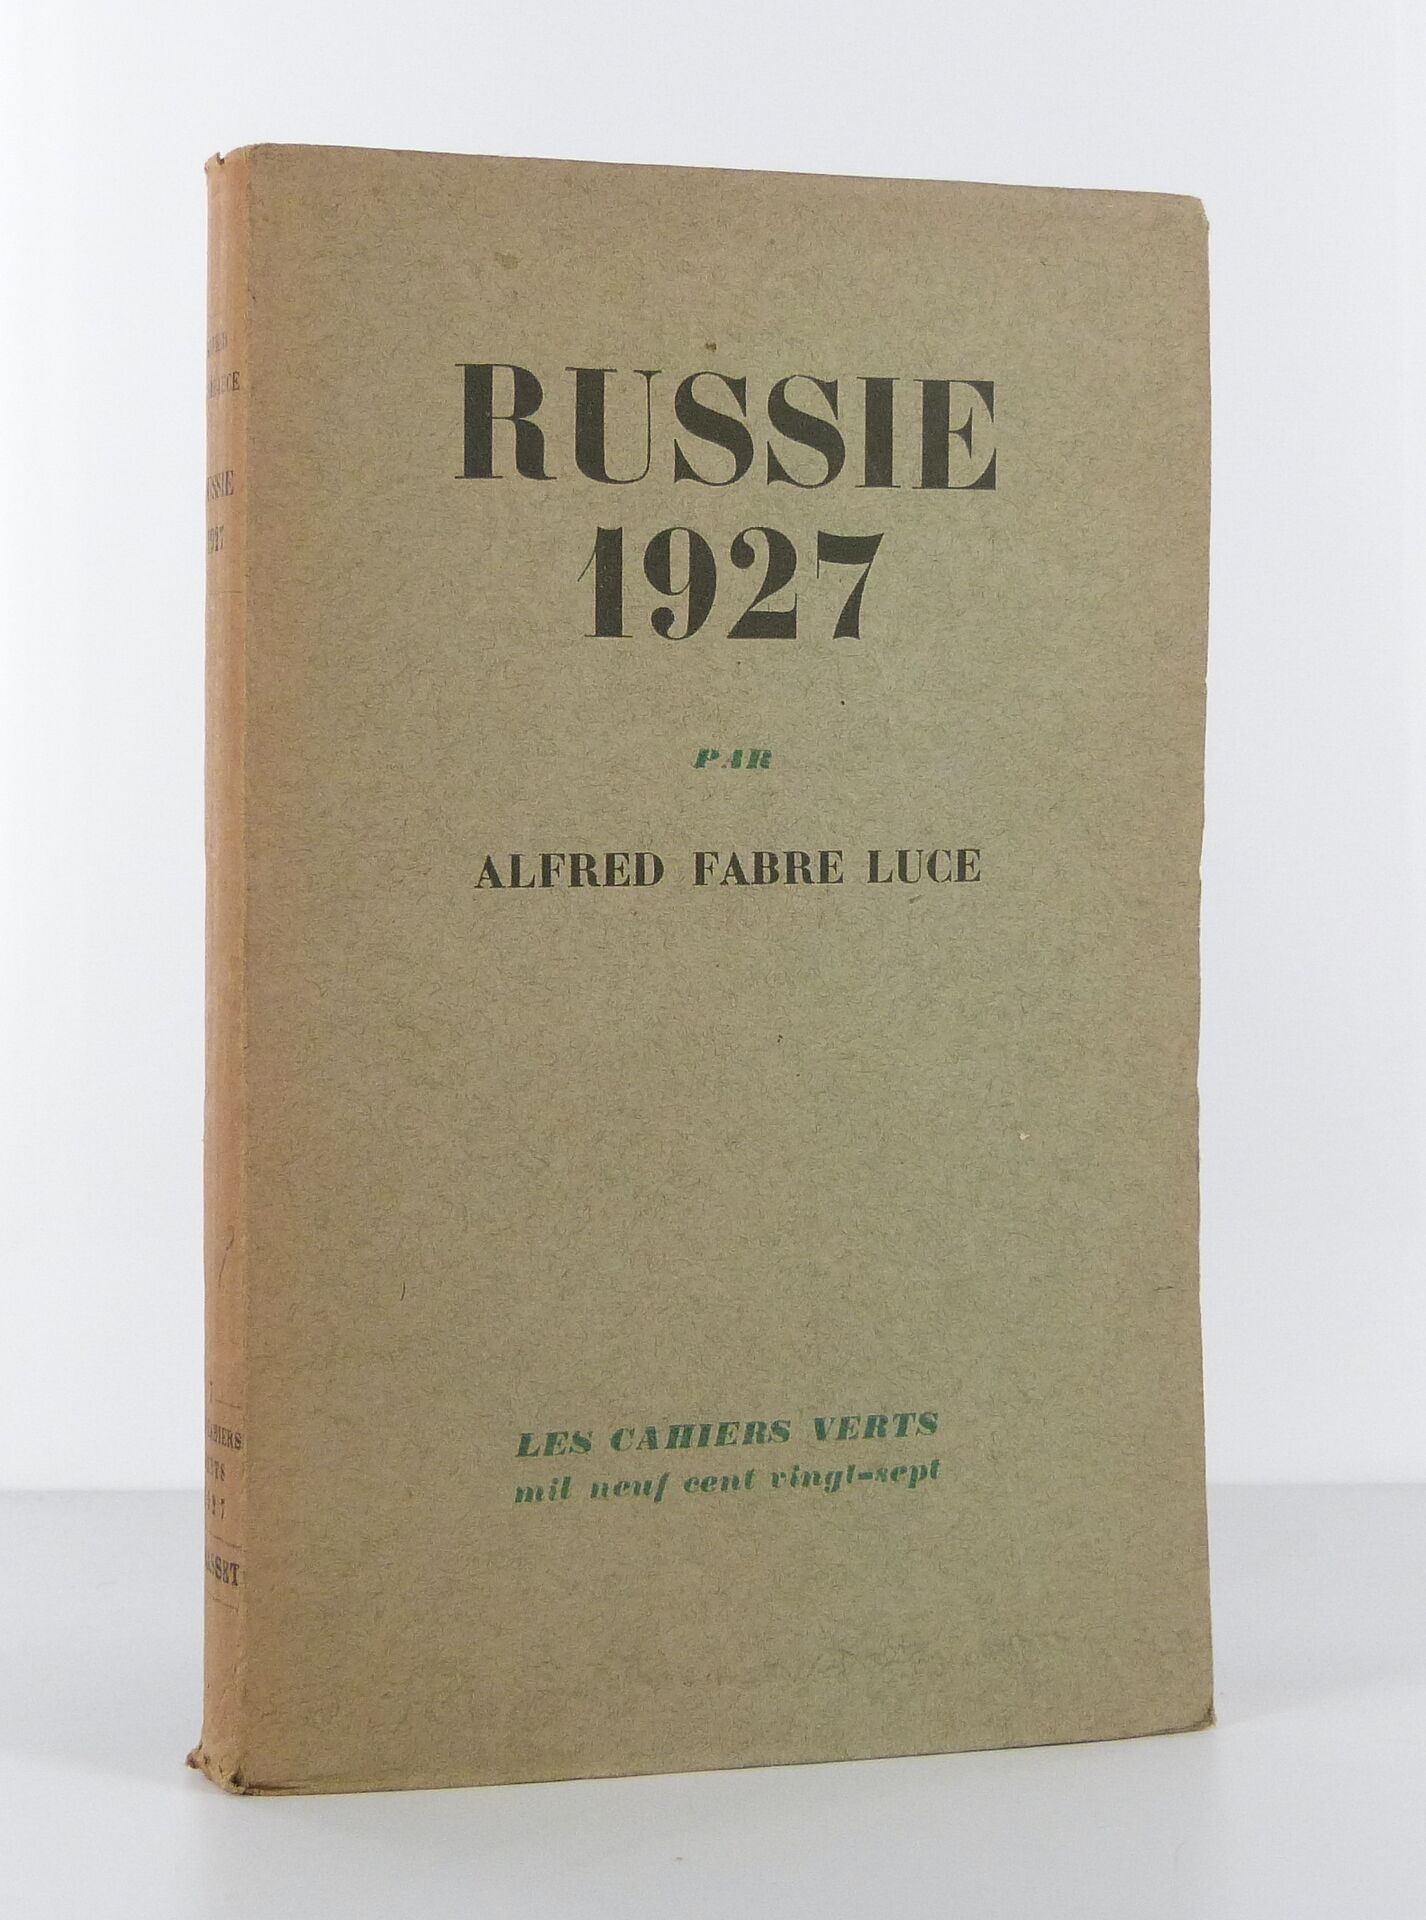 RUSSIE
1927
PAR
ALFRED FABRE LUCE
LES CAHIERS VERTS
mil neuf cent vingt-sept